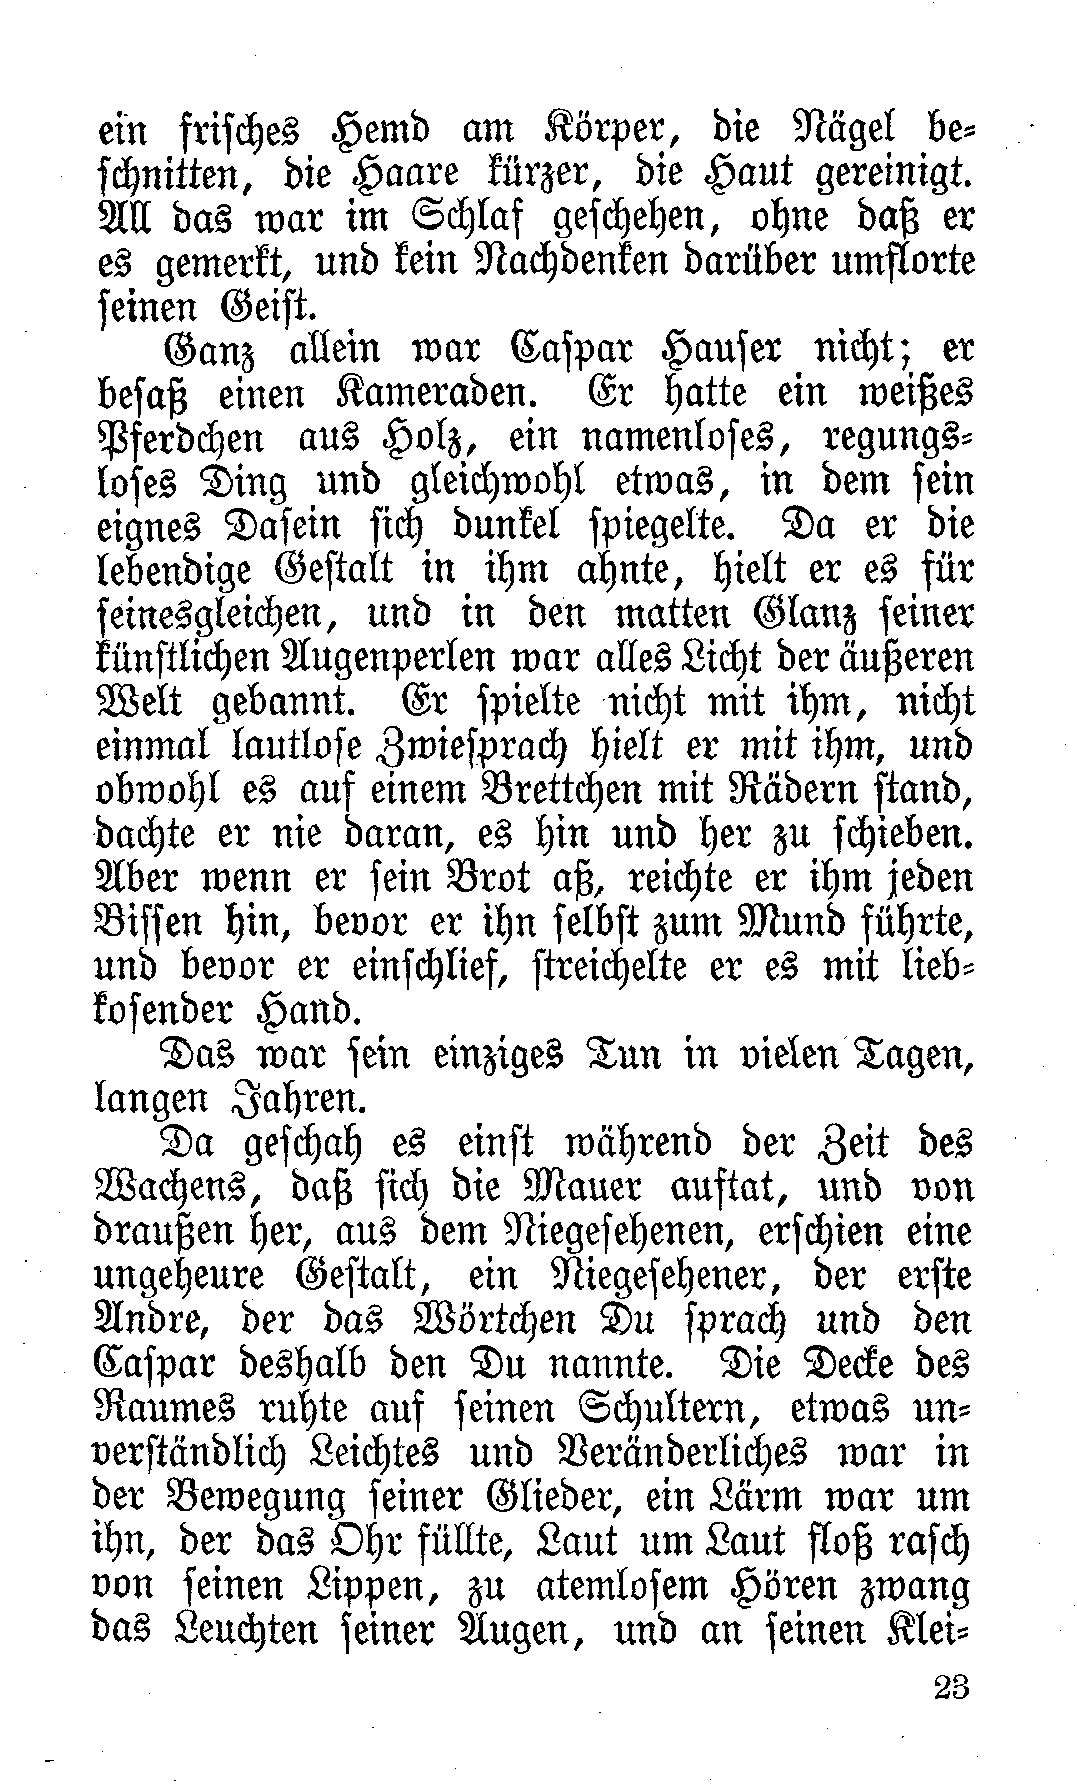 ein frisches Hemd am Körper, die Nägel be-
schnitten, die Haare kürzer, die Haut gereinigt.
All das war im Schlaf geschehen, ohne daß er
es gemerkt, und kein Nachdenken darüber umflorte
seinen Geist.
Ganz allein war Caspar Hauser nicht; er
besaß einen Kameraden. Er hatte ein weißes
Pferdchen aus Holz, ein namenloses, regungs-
loses Ding und gleichwohl etwas, in dem sein
eignes Dasein sich dunkel spiegelte. Da er die
lebendige Gestalt in ihm ahnte, hielt er es für
seinesgleichen, und in den matten Glanz seiner
künstlichen Augenperlen war alles Licht der äußeren
Welt gebannt. Er spielte nicht mit ihm, nicht
einmal lautlose Zwiesprach hielt er mit ihm, und
obwohl es auf einem Brettchen mit Rädern stand,
dachte er nie daran, es hin und her zu schieben.
Aber wenn er sein Brot aß, reichte er ihm jeden
Bissen hin, bevor er ihn selbst zum Mund führte,
und bevor er einschlief, streichelte er es mit lieb-
kosender Hand.
Das war sein einziges Tun in vielen Tagen,
langen Jahren.
Da geschah es einst während der Zeit des
Wachens, daß sich die Mauer auftat, und von
draußen her, aus dem Niegesehenen, erschien eine
ungeheure Gestalt, ein Niegesehener, der erste
Andre, der das Wörtchen Du sprach und den
Caspar deshalb den Du nannte. Die Decke des
Raumes ruhte auf seinen Schultern, etwas un-
verständlich Leichtes und Veränderliches war in
der Bewegung seiner Glieder, ein Lärm war um
ihn, der das Ohr füllte, Laut um Laut floß rasch
von seinen Lippen, zu atemlosem Hören zwang
das Leuchten seiner Augen, und an seinen Klei-
23